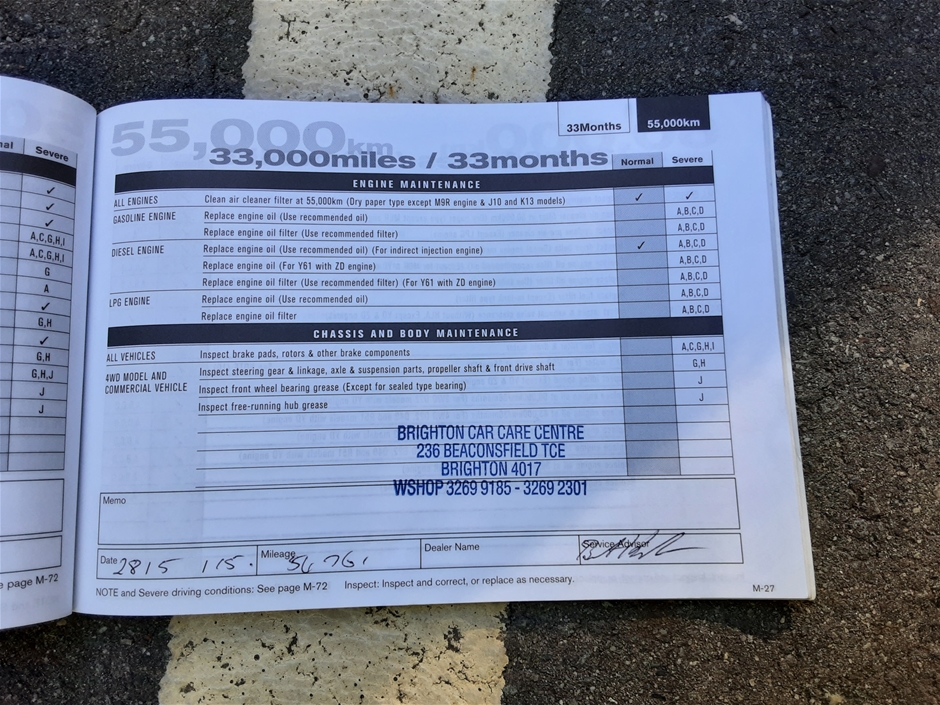 Severe
✓
✓
✓
A,C,G,H,I
A,C,G,H,I
G
A
✓
G,H
✓
G,H
G,H,J
J
J
page M-72
33Months 55,000km
55,000km
33,000miles / 33months Normal Severe
ENGINE MAINTENANCE
ALL ENGINES Clean air cleaner filter at 55,000km (Dry paper type except M9R engine & J10 and K13 models) ✓ ✓
GASOLINE ENGINE Replace engine oil (Use recommended oil) A,B,C,D
Replace engine oil filter (Use recommended filter) A,B,C,D
DIESEL ENGINE Replace engine oil (Use recommended oil) (For indirect injection engine) ✓ A,B,C,D
Replace engine oil (For Y61 with ZD engine) A,B,C,D
Replace engine oil filter (Use recommended filter) (For Y61 with ZD engine) A,B,C,D
LPG ENGINE Replace engine oil (Use recommended oil) A,B,C,D
Replace engine oil filter A,B,C,D
CHASSIS AND BODY MAINTENANCE
ALL VEHICLES Inspect brake pads, rotors & other brake components A,C,G,H,I
4WD MODEL AND Inspect steering gear & linkage, axle & suspension parts, propeller shaft & front drive shaft G,H
COMMERCIAL VEHICLE Inspect front wheel bearing grease (Except for sealed type bearing) J
Inspect free-running hub grease J
BRIGHTON CAR CARE CENTRE
236 BEACONSFIELD TCE
BRIGHTON 4017
WSHOP 3269 9185 - 3269 2301
Memo
Date Mileage Dealer Name Service Advisor
NOTE and Severe driving conditions: See page M-72 Inspect: Inspect and correct, or replace as necessary.
M-27